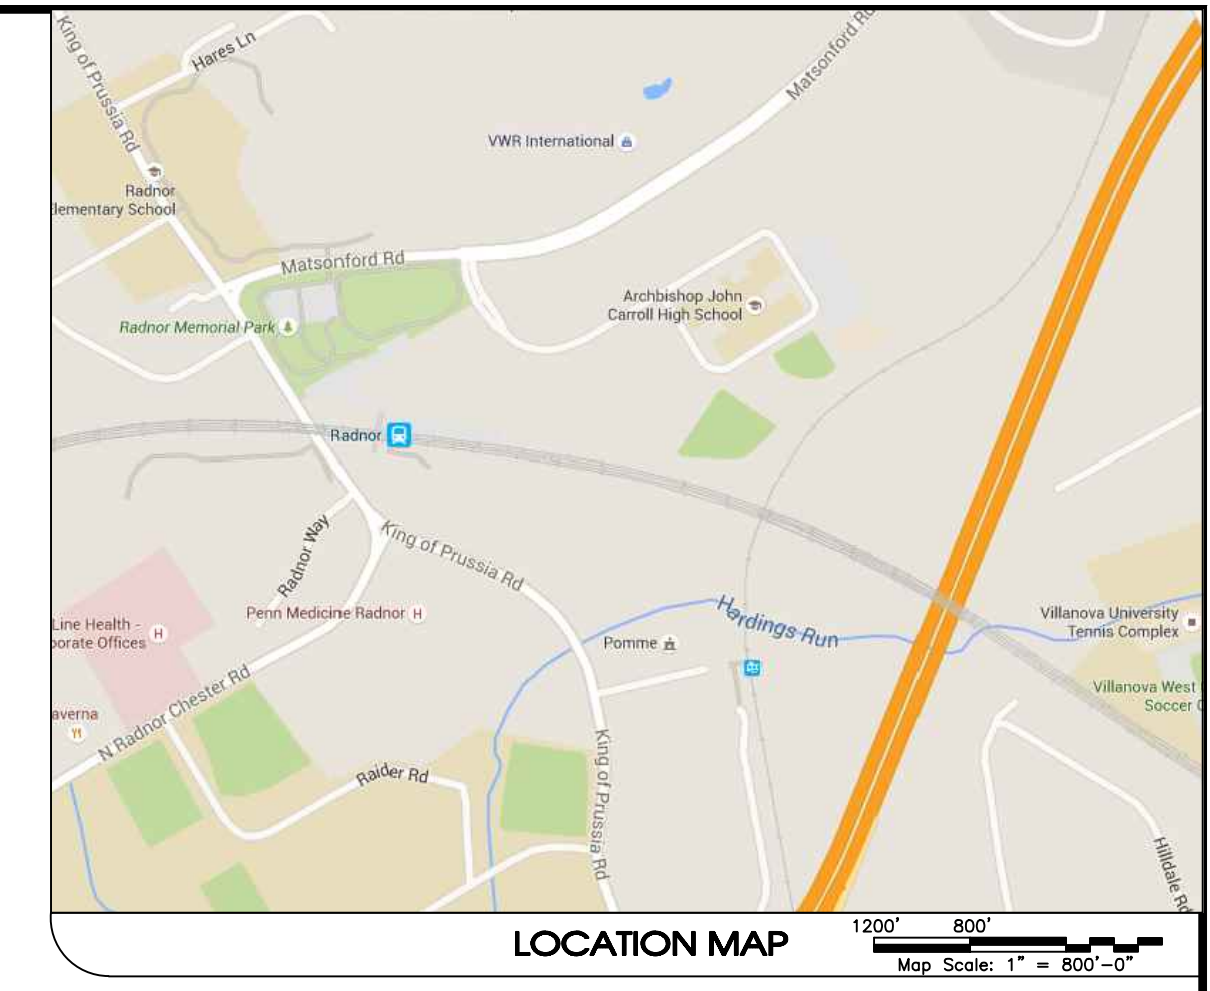 King of Prussia Rd
Hares Ln
Matsonford Rd
VWR International
Radnor
Elementary School
Matsonford Rd
Archbishop John
Carroll High School
Radnor Memorial Park
Radnor
King of Prussia Rd
Radnor Way
Penn Medicine Radnor H
Line Health -
porate Offices H
Hardings Run
Villanova University
Tennis Complex
Pomme
N Radnor Chester Rd
averna
Villanova West
Soccer C
Raider Rd
King of Prussia Rd
Hilldale Rd
LOCATION MAP
1200' 800'
Map Scale: 1" = 800'-0"